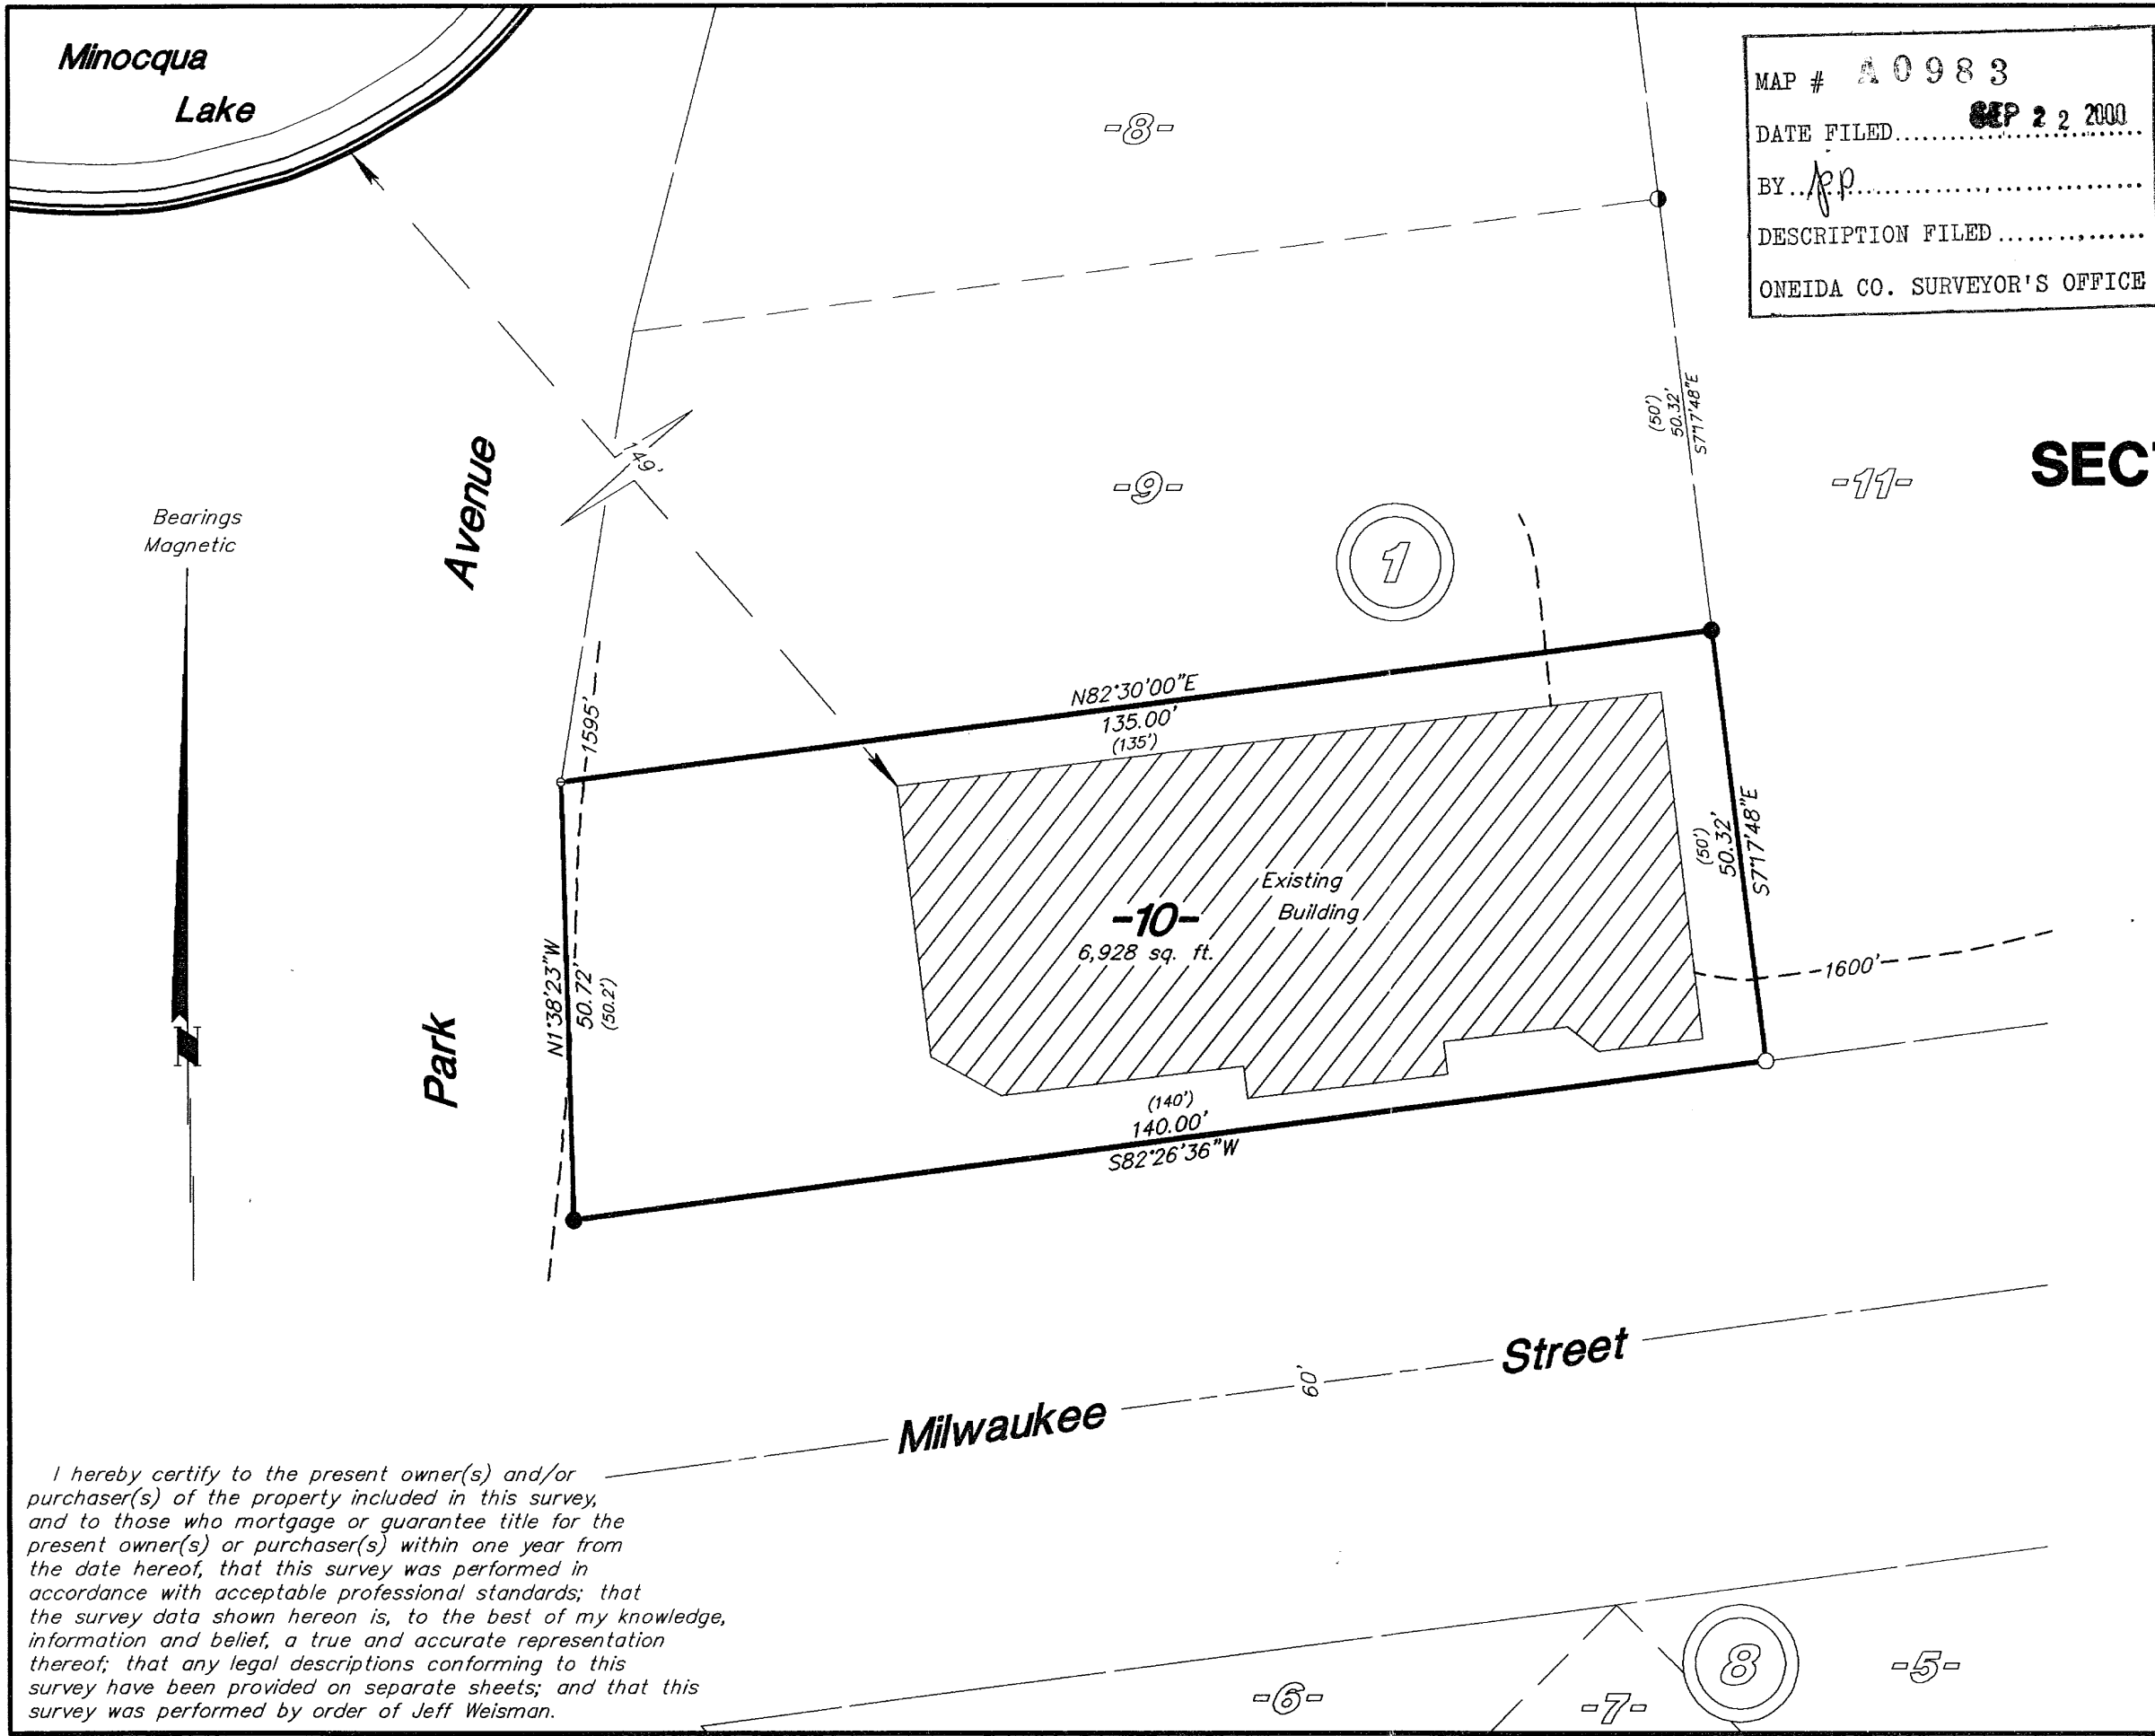 Minocqua
Lake
MAP # A0983
DATE FILED SEP 22 2000
BY
DESCRIPTION FILED
ONEIDA CO. SURVEYOR'S OFFICE
-8-
(50')
50.32'
S7°17'48"E
SECT
-11-
-9-
1
Bearings
Magnetic
N
Park Avenue
1595'
N82°30'00"E
135.00'
(135')
(50')
50.32'
S7°17'48"E
Existing
Building
-10-
6,928 sq. ft.
N1°38'23"W
50.72'
(50.2')
1600'
(140')
140.00'
S82°26'36"W
Milwaukee Street
60'
I hereby certify to the present owner(s) and/or
purchaser(s) of the property included in this survey,
and to those who mortgage or guarantee title for the
present owner(s) or purchaser(s) within one year from
the date hereof, that this survey was performed in
accordance with acceptable professional standards; that
the survey data shown hereon is, to the best of my knowledge,
information and belief, a true and accurate representation
thereof; that any legal descriptions conforming to this
survey have been provided on separate sheets; and that this
survey was performed by order of Jeff Weisman.
-6-
-7-
8
-5-